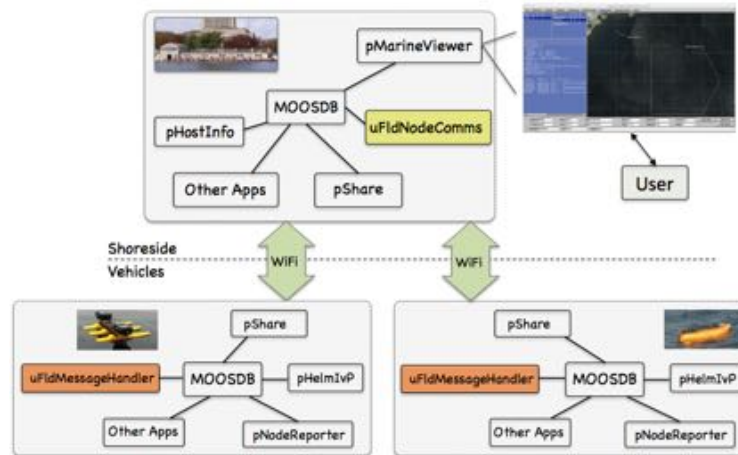 pMarineViewer
MOOSDB
pHostInfo
uFldNodeComms
Other Apps
pShare
User
Shoreside
Vehicles
WiFi
WiFi
pShare
uFldMessageHandler
MOOSDB
pHelmIvP
Other Apps
pNodeReporter
pShare
uFldMessageHandler
MOOSDB
pHelmIvP
Other Apps
pNodeReporter